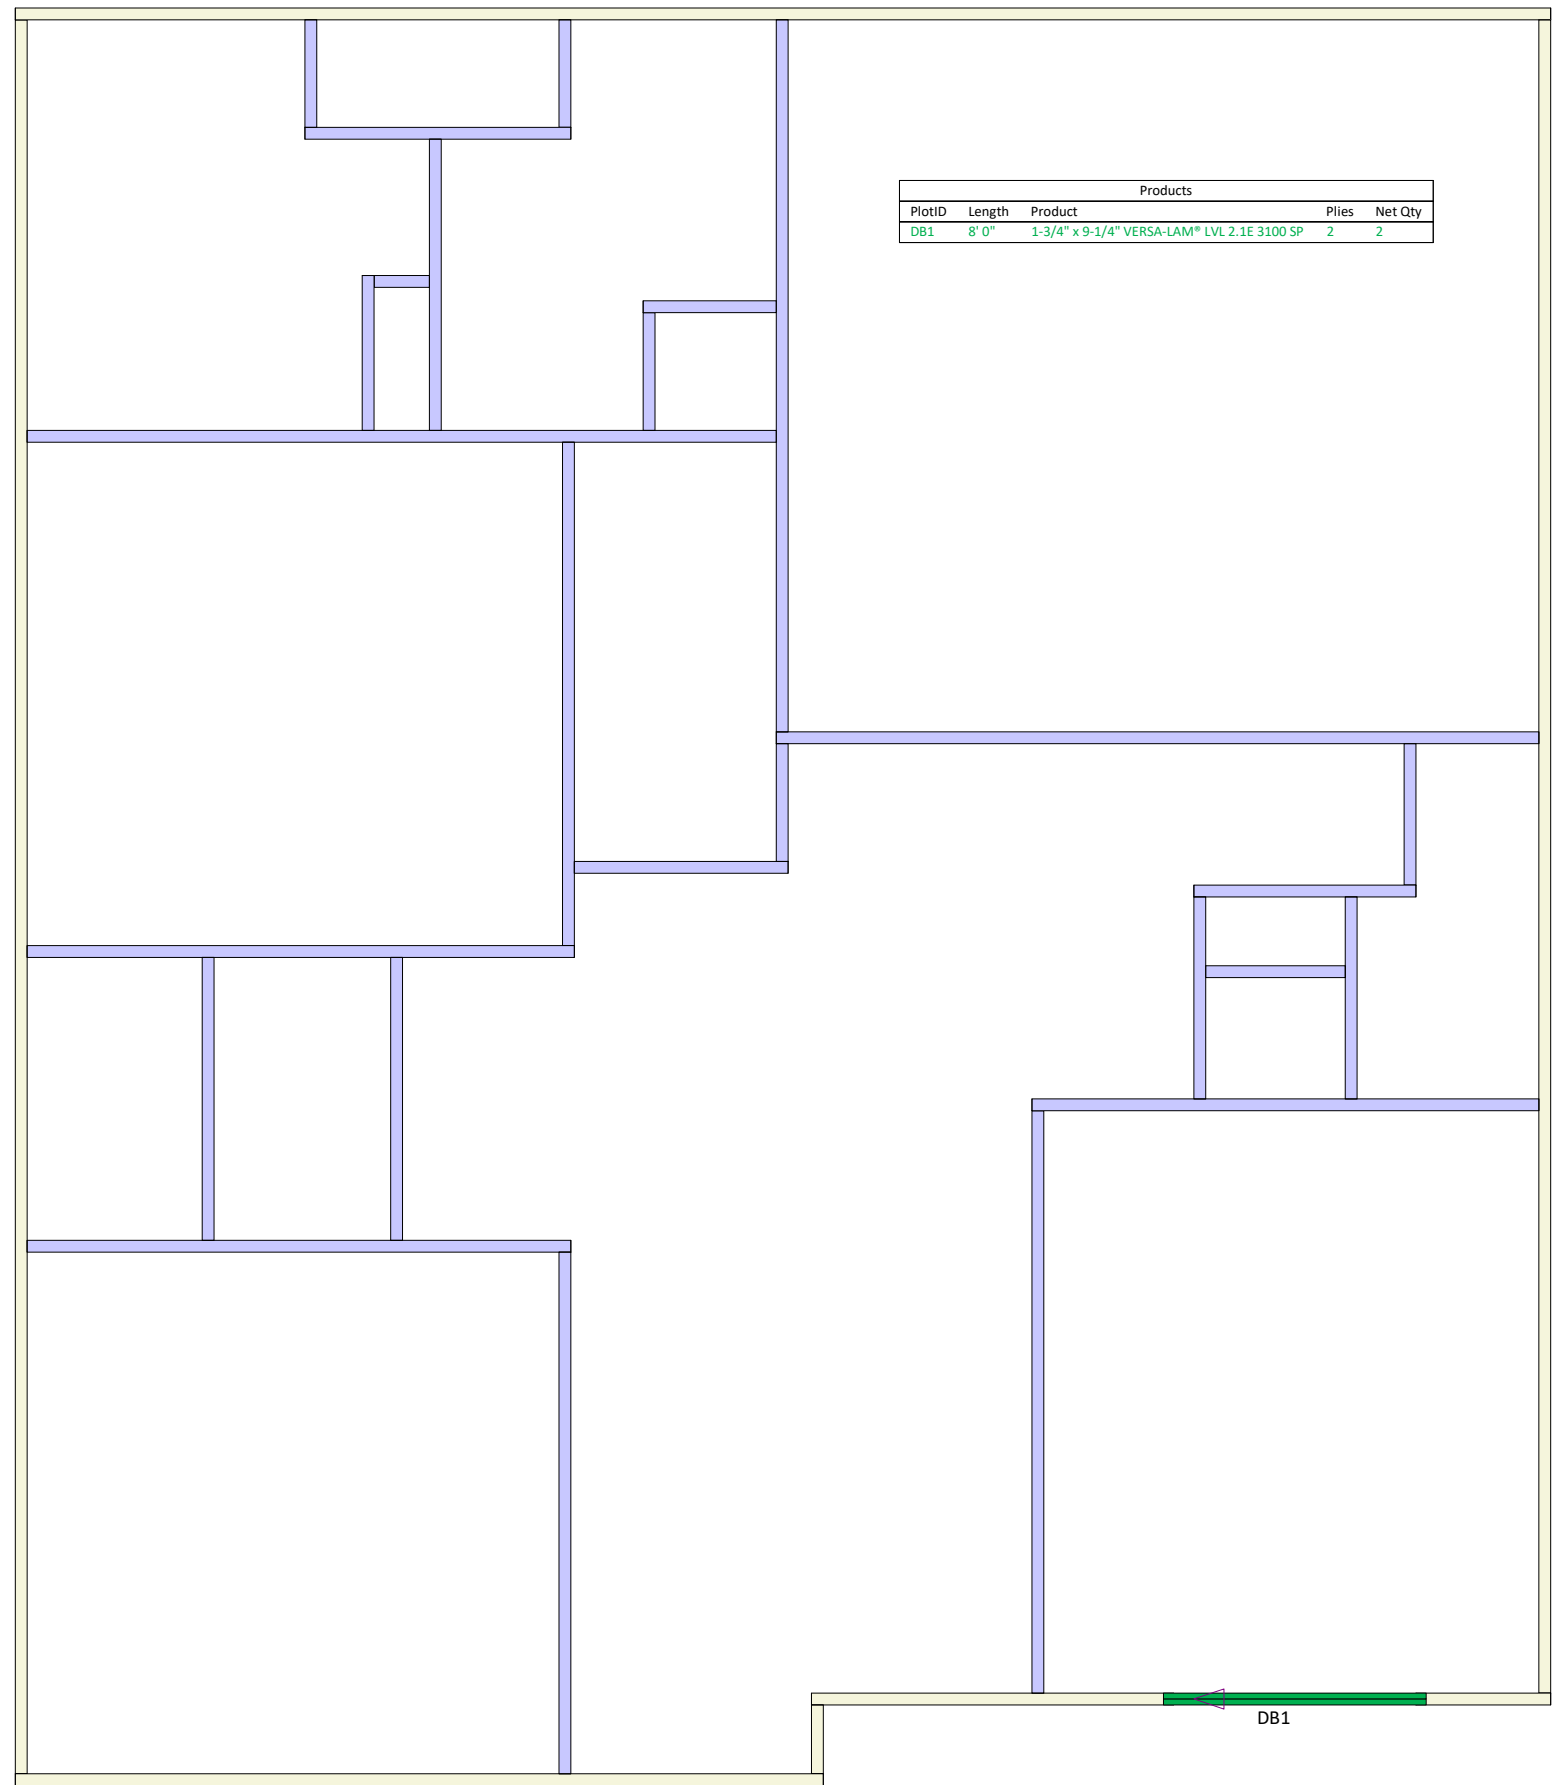 Products
PlotID Length Product Plies Net Qty
DB1 8' 0" 1-3/4" x 9-1/4" VERSA-LAM® LVL 2.1E 3100 SP 2 2
DB1